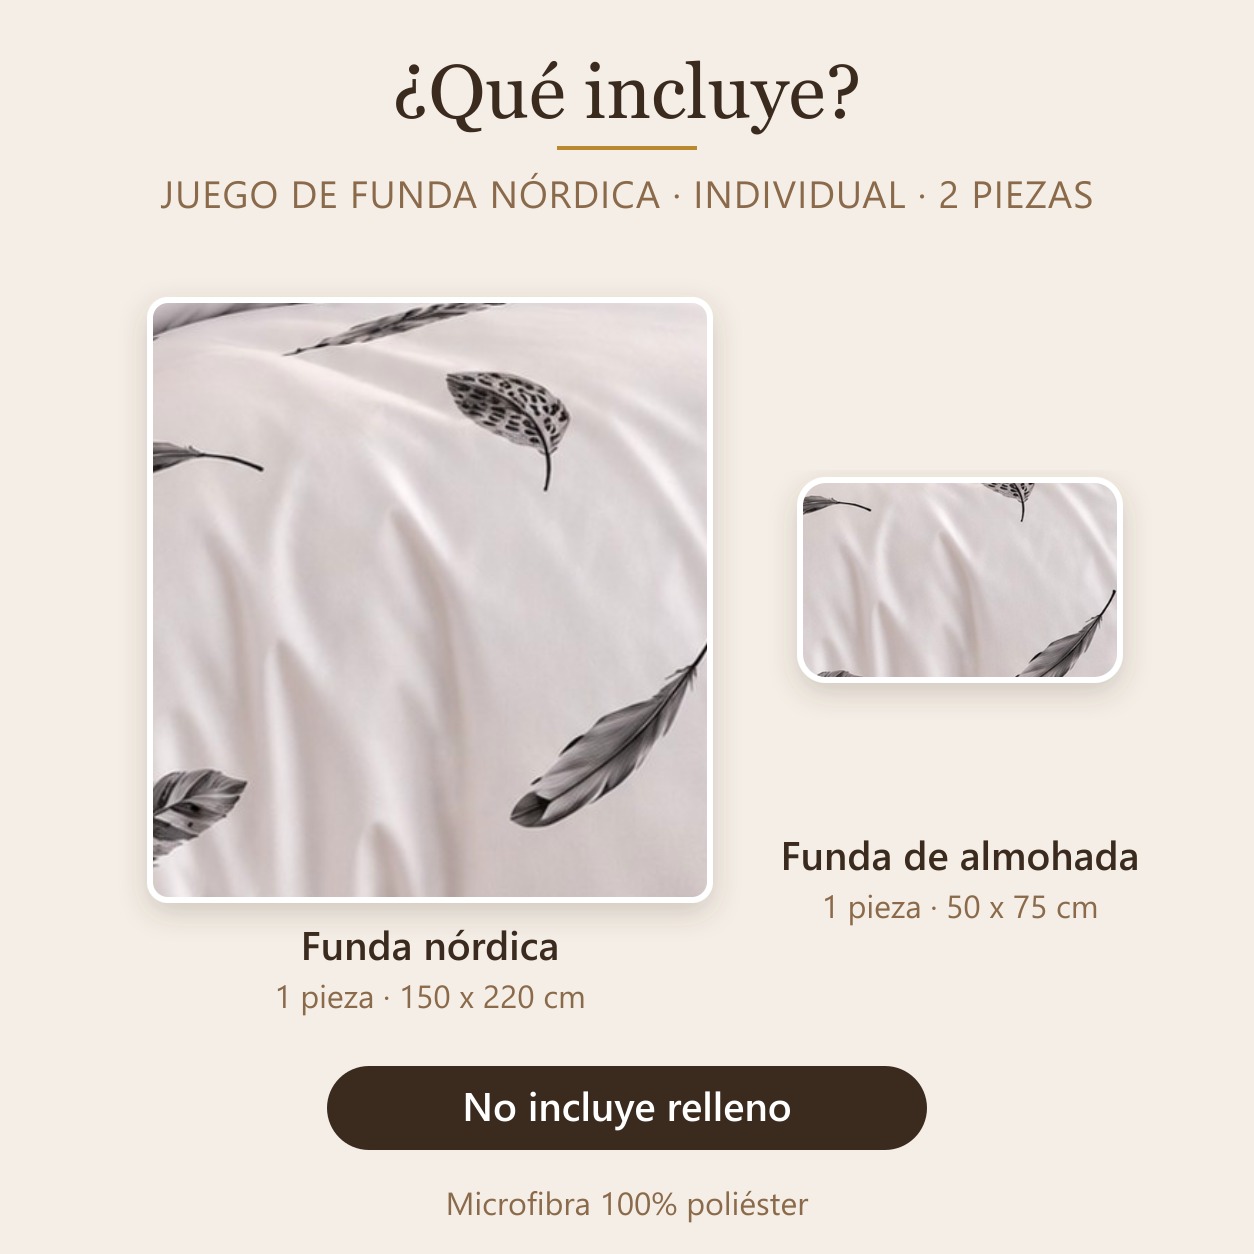 ¿Qué incluye?
JUEGO DE FUNDA NÓRDICA · INDIVIDUAL · 2 PIEZAS
Funda nórdica
1 pieza · 150 x 220 cm
Funda de almohada
1 pieza · 50 x 75 cm
No incluye relleno
Microfibra 100% poliéster